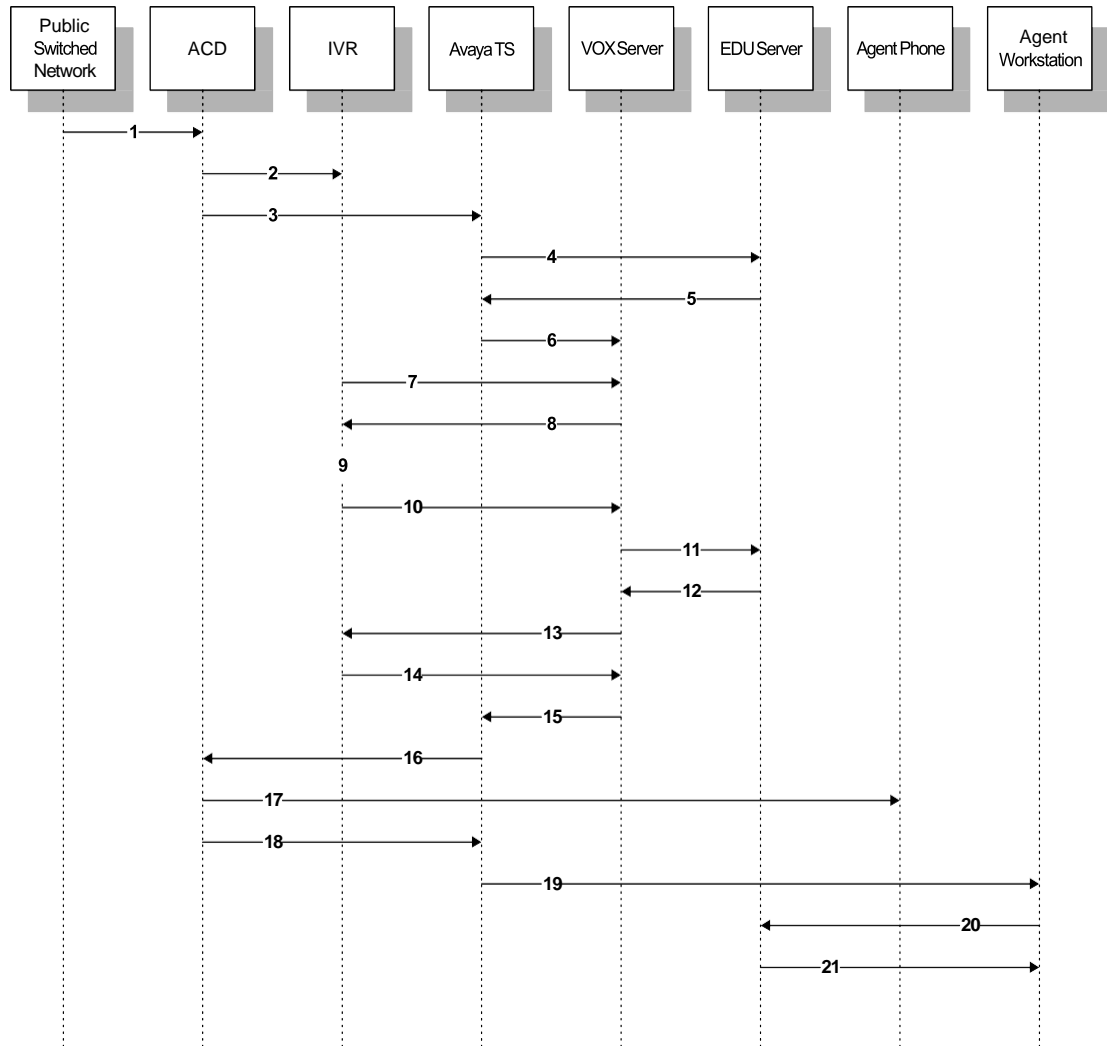 Public
Switched
Network
ACD
IVR
Avaya TS
VOX Server
EDU Server
Agent Phone
Agent
Workstation
1
2
3
4
5
6
7
8
9
10
11
12
13
14
15
16
17
18
19
20
21